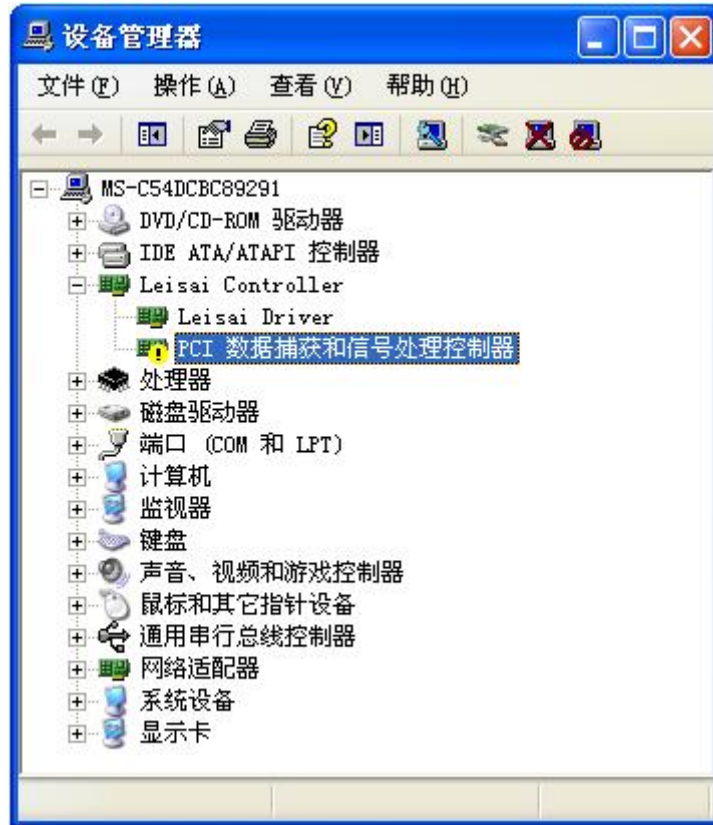 设备管理器
文件(F) 操作(A) 查看(V) 帮助(H)
MS-C54DCBC89291
DVD/CD-ROM 驱动器
IDE ATA/ATAPI 控制器
Leisai Controller
Leisai Driver
PCI 数据捕获和信号处理控制器
处理器
磁盘驱动器
端口 (COM 和 LPT)
计算机
监视器
键盘
声音、视频和游戏控制器
鼠标和其它指针设备
通用串行总线控制器
网络适配器
系统设备
显示卡